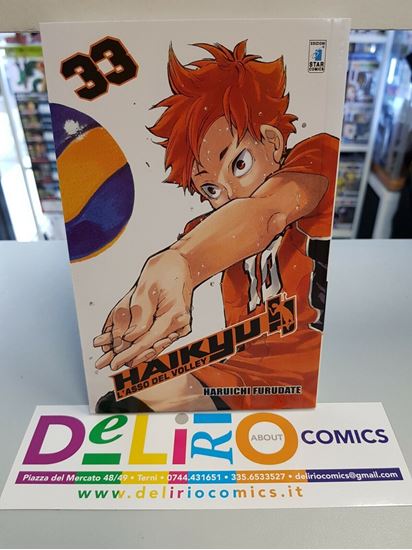 33
EDIZIONI
STAR
COMICS
10
HAIKYU!!
L'ASSO DEL VOLLEY
HARUICHI FURUDATE
DeLiRiO
ABOUT
COMICS
Piazza del Mercato 48/49 • Terni • 0744.431651 • 335.6533527 • deliriocomics@gmail.com
www.deliriocomics.it